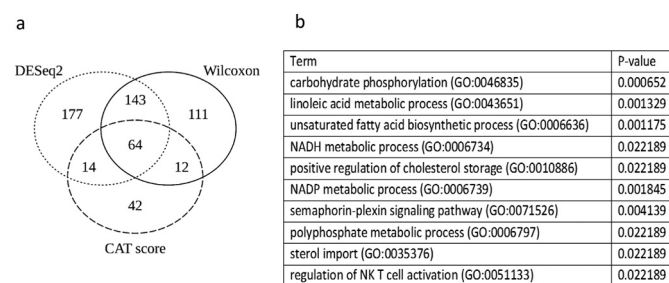 a
DESeq2
Wilcoxon
177
143
111
64
14
12
42
CAT score
b
Term P-value
carbohydrate phosphorylation (GO:0046835) 0.000652
linoleic acid metabolic process (GO:0043651) 0.001329
unsaturated fatty acid biosynthetic process (GO:0006636) 0.001175
NADH metabolic process (GO:0006734) 0.022189
positive regulation of cholesterol storage (GO:0010886) 0.022189
NADP metabolic process (GO:0006739) 0.001845
semaphorin-plexin signaling pathway (GO:0071526) 0.004139
polyphosphate metabolic process (GO:0006797) 0.022189
sterol import (GO:0035376) 0.022189
regulation of NK T cell activation (GO:0051133) 0.022189